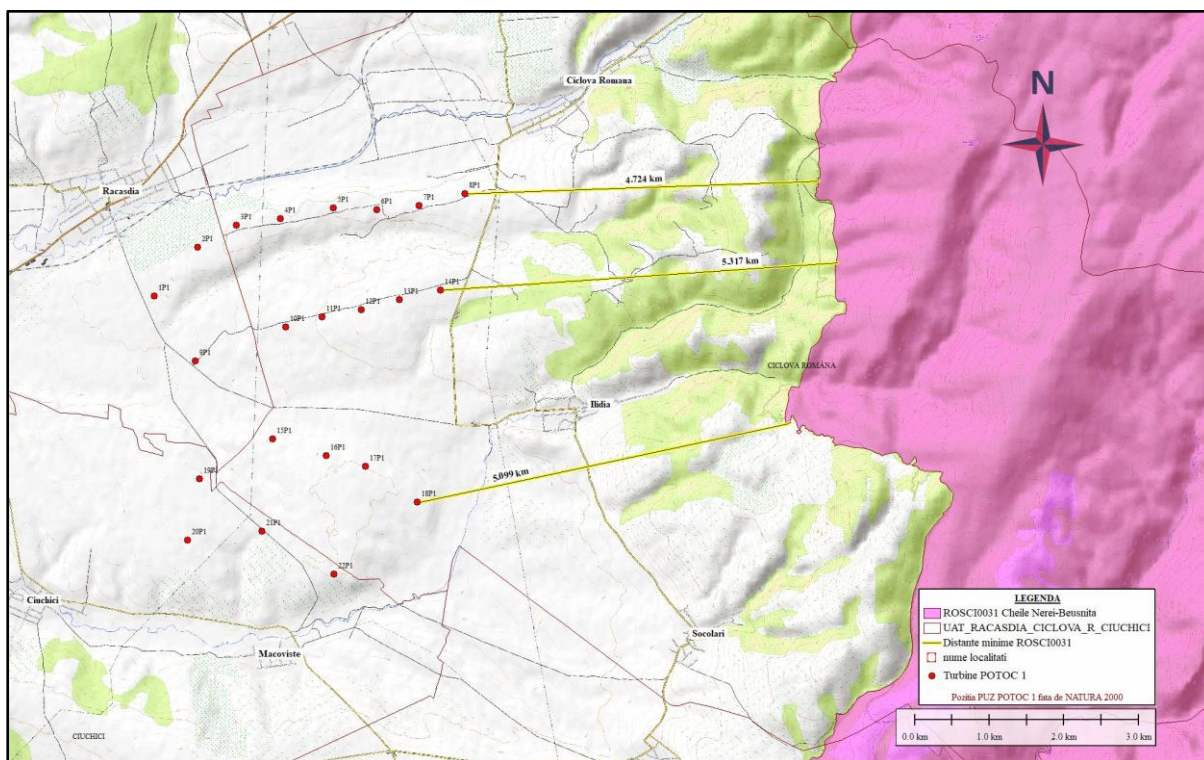 N
Ciclova Romana
Racasdia
4.724 km
8P1
7P1
6P1
5P1
4P1
3P1
2P1
1P1
5.317 km
14P1
13P1
12P1
11P1
10P1
9P1
CICLOVA ROMÂNA
Ilidia
15P1
16P1
17P1
5.099 km
18P1
19P1
20P1
21P1
22P1
Ciuchici
Macoviste
Socolari
CIUCHICI
LEGENDA
ROSCI0031 Cheile Nerei-Beusnita
UAT_RACASDIA_CICLOVA_R_CIUCHICI
Distante minime ROSCI0031
nume localitati
Turbine POTOC 1
Pozitia PUZ POTOC 1 fata de NATURA 2000
0.0 km 1.0 km 2.0 km 3.0 km